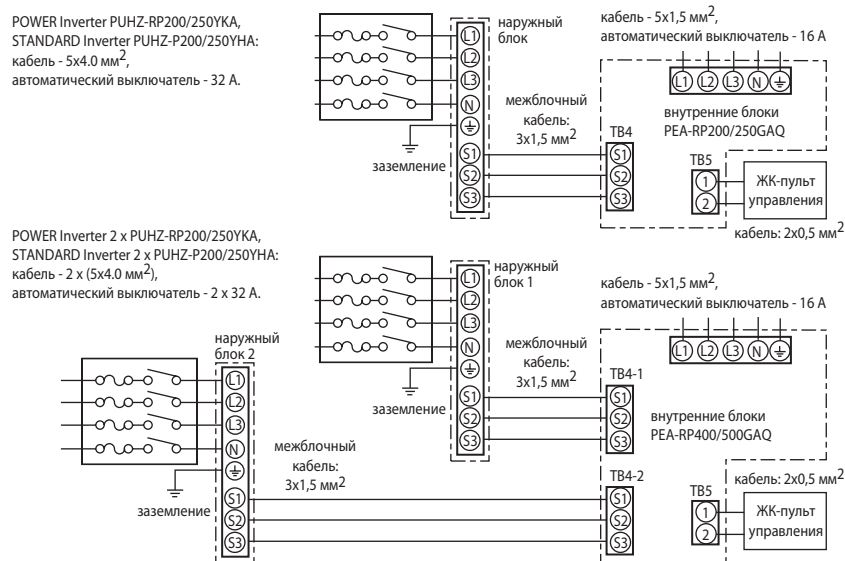 POWER Inverter PUHZ-RP200/250YKA,
STANDARD Inverter PUHZ-P200/250YHA:
кабель - 5x4.0 мм2,
автоматический выключатель - 32 А.
наружный
блок
L1
L2
L3
N
S1
S2
S3
заземление
межблочный
кабель:
3x1,5 мм2
кабель - 5x1,5 мм2,
автоматический выключатель - 16 А
L1 L2 L3 N
внутренние блоки
PEA-RP200/250GAQ
TB4
S1
S2
S3
TB5
1
2
ЖК-пульт
управления
кабель: 2x0,5 мм2
POWER Inverter 2 x PUHZ-RP200/250YKA,
STANDARD Inverter 2 x PUHZ-P200/250YHA:
кабель - 2 x (5x4.0 мм2),
автоматический выключатель - 2 x 32 А.
наружный
блок 1
L1
L2
L3
N
S1
S2
S3
заземление
межблочный
кабель:
3x1,5 мм2
кабель - 5x1,5 мм2,
автоматический выключатель - 16 А
L1 L2 L3 N
TB4-1
S1
S2
S3
внутренние блоки
PEA-RP400/500GAQ
наружный
блок 2
L1
L2
L3
N
S1
S2
S3
заземление
межблочный
кабель:
3x1,5 мм2
TB4-2
S1
S2
S3
TB5
1
2
кабель: 2x0,5 мм2
ЖК-пульт
управления